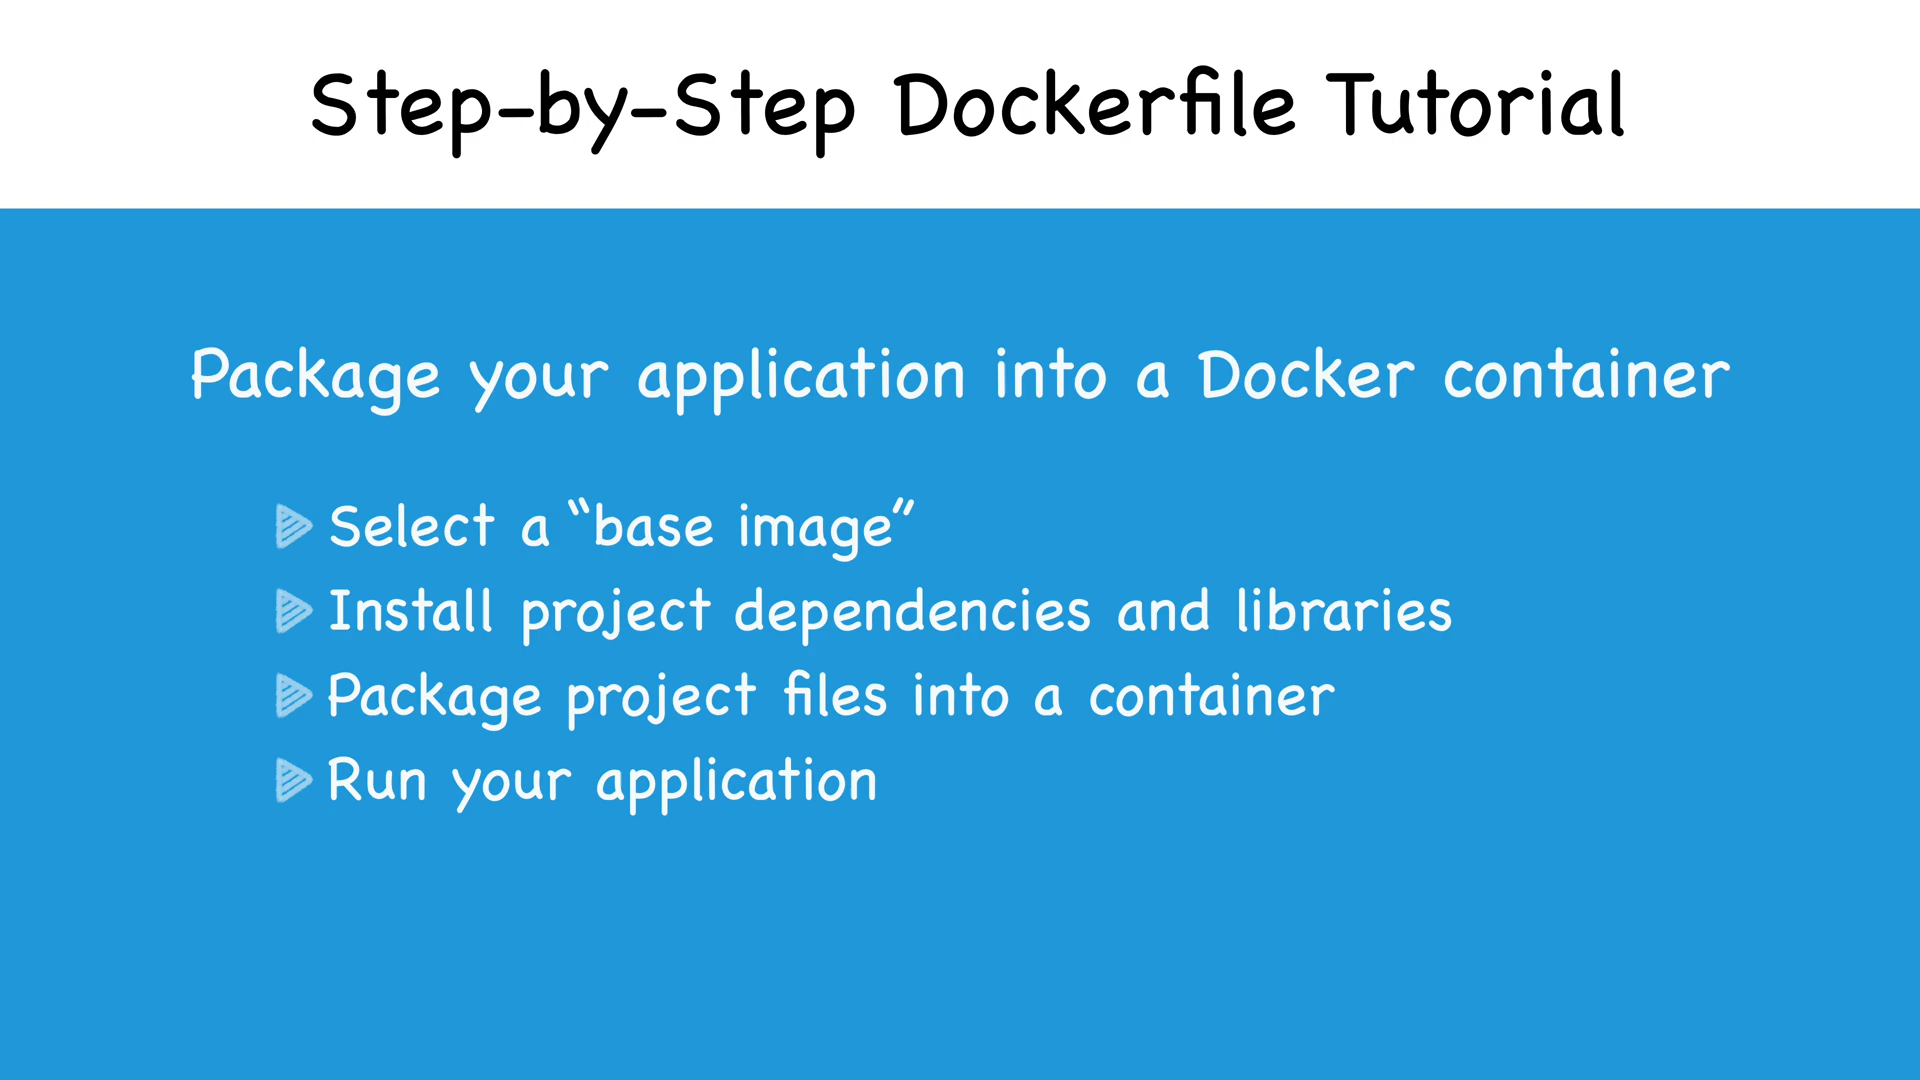 Step-by-Step Dockerfile Tutorial
Package your application into a Docker container
Select a “base image”
Install project dependencies and libraries
Package project files into a container
Run your application